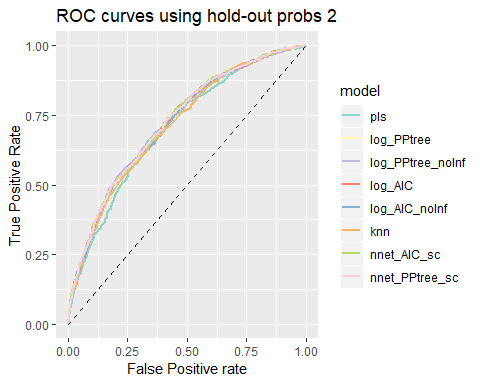 ROC curves using hold-out probs 2
True Positive Rate
1.00
0.75
0.50
0.25
0.00
0.00 0.25 0.50 0.75 1.00
False Positive rate
model
pls
log_PPtree
log_PPtree_noInf
log_AIC
log_AIC_noInf
knn
nnet_AIC_sc
nnet_PPtree_sc